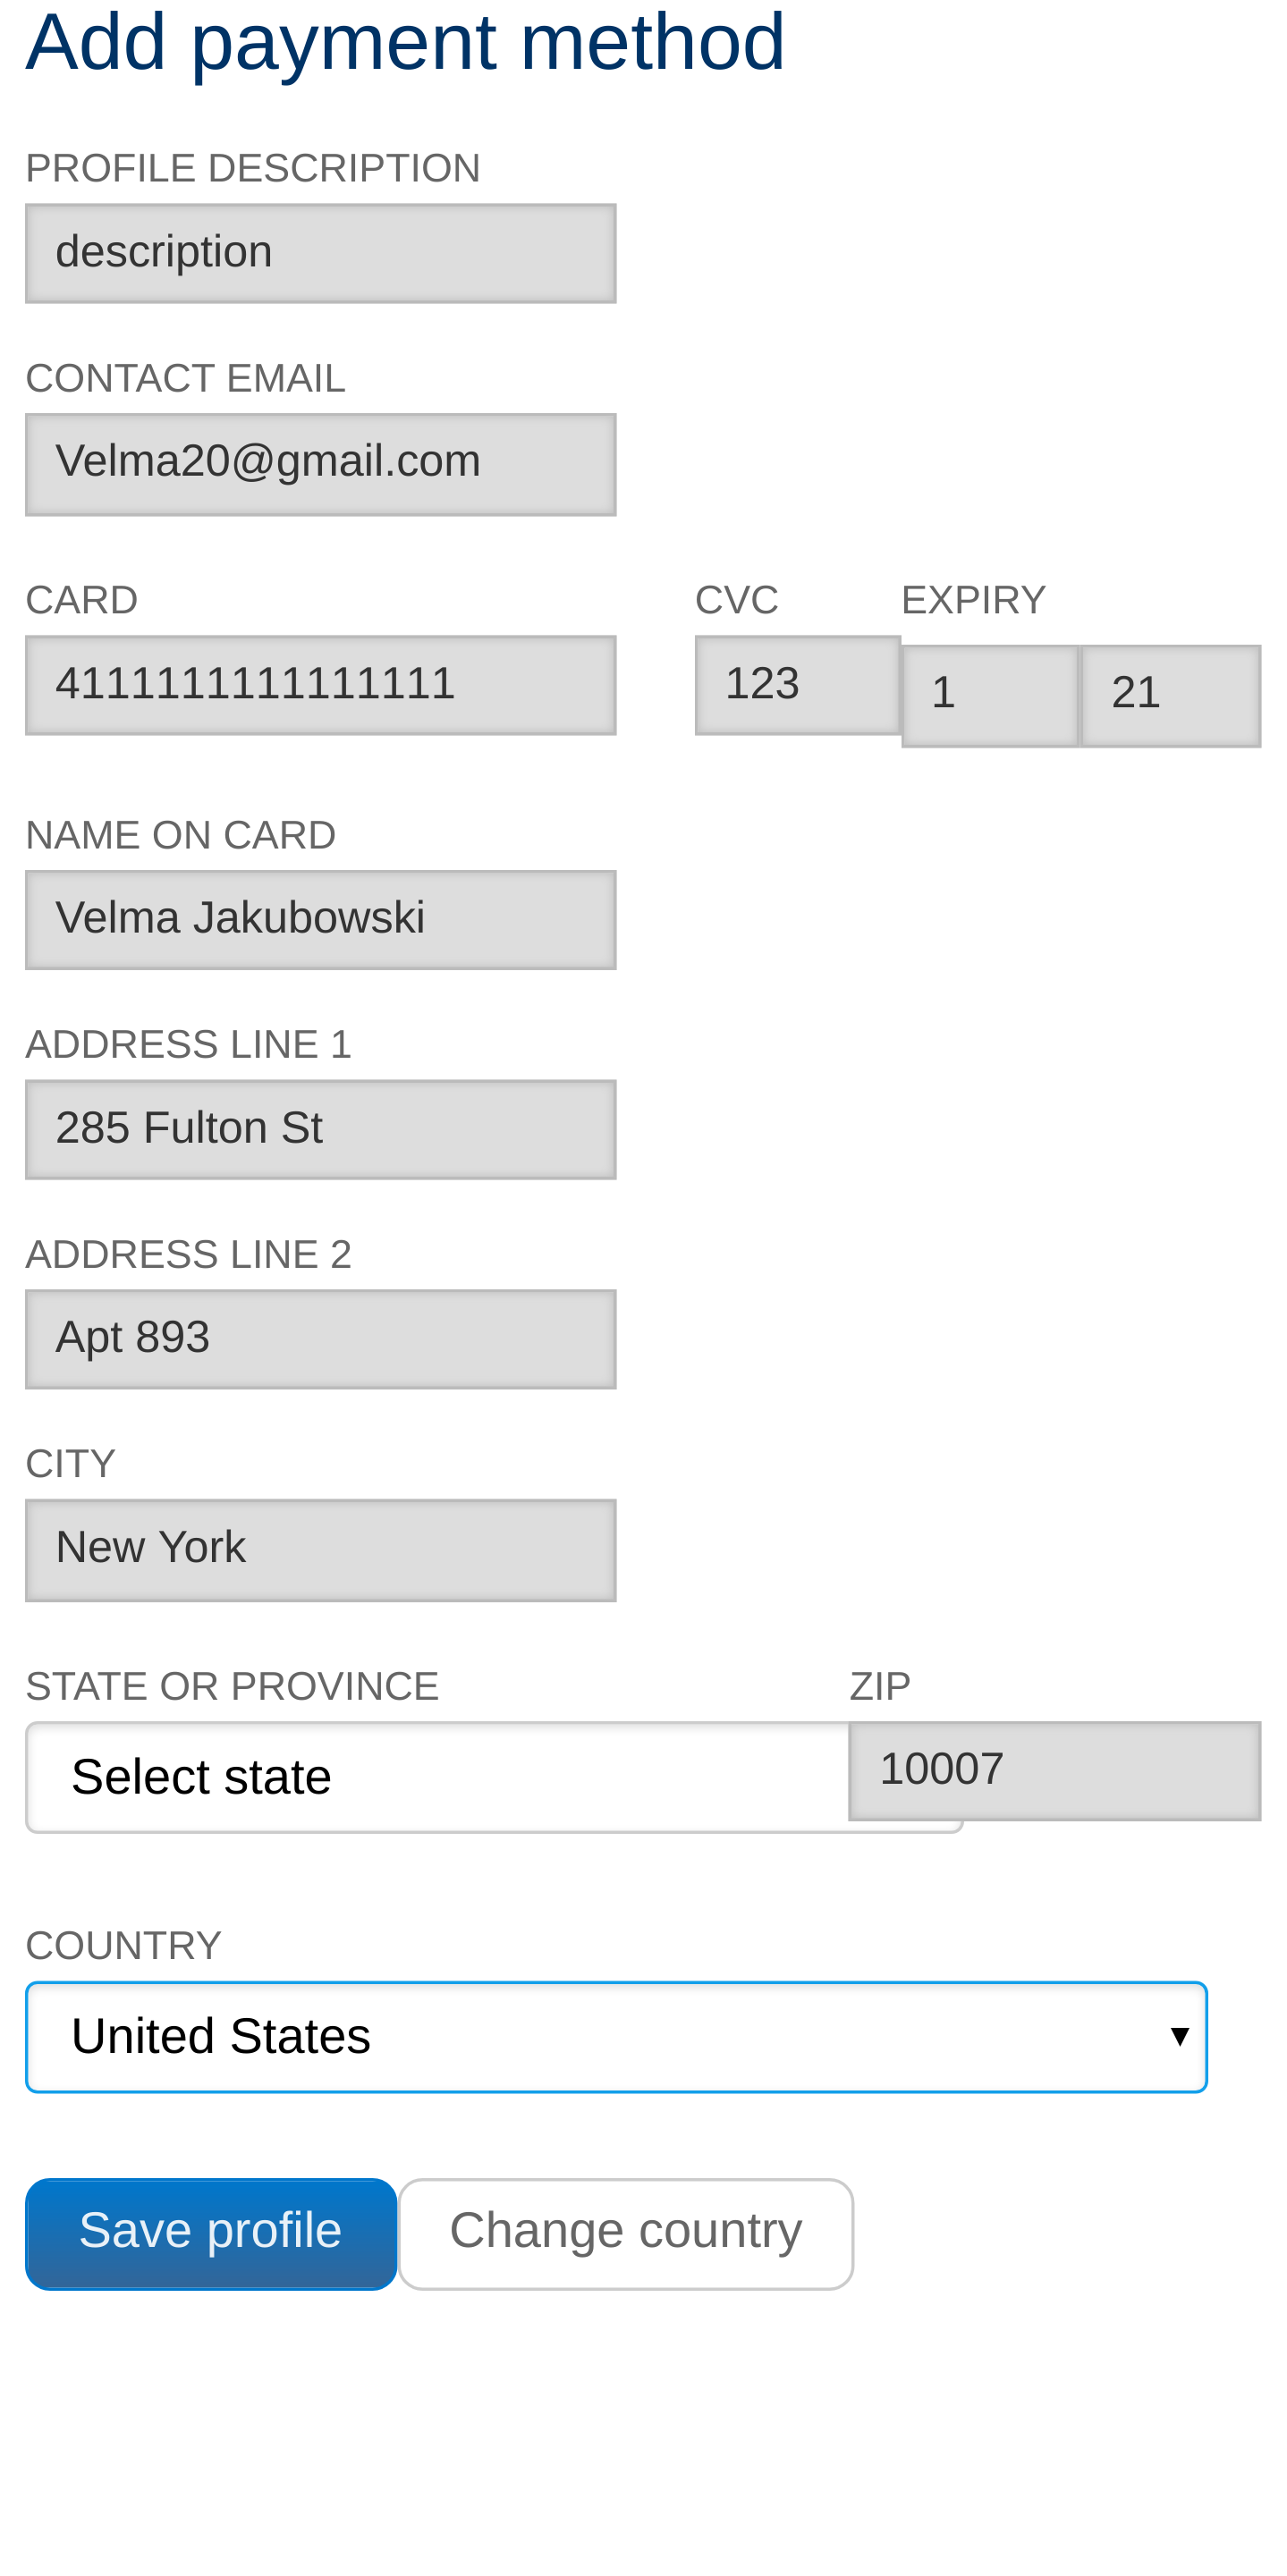 Add payment method
PROFILE DESCRIPTION
description
CONTACT EMAIL
Velma20@gmail.com
CARD CVC EXPIRY
4111111111111111 123 1 21
NAME ON CARD
Velma Jakubowski
ADDRESS LINE 1
285 Fulton St
ADDRESS LINE 2
Apt 893
CITY
New York
STATE OR PROVINCE ZIP
Select state 10007
COUNTRY
United States
Save profile Change country